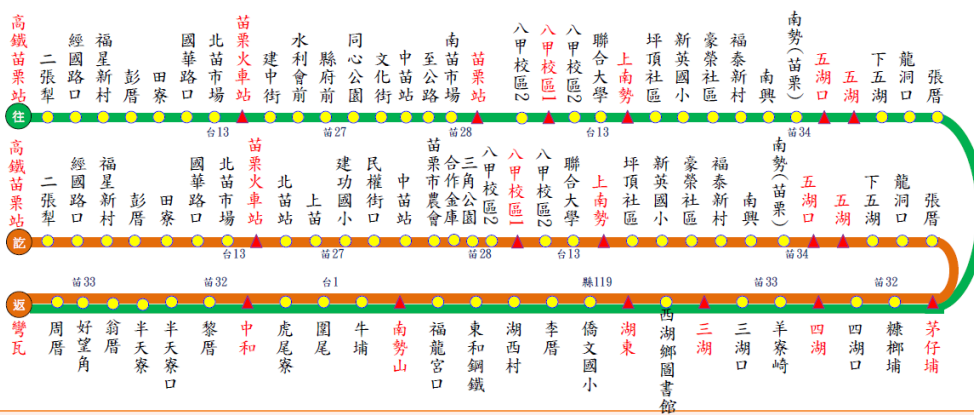 高鐵苗栗站
二張犁
經國路口
福星新村
彭厝
田寮
國華路口
北苗市場
苗栗火車站
建中街
水利會前
縣府前
同心公園
文化街
中苗站
至公路
南苗市場
苗栗站
八甲校區2
八甲校區1
八甲校區2
聯合大學
上南勢
坪頂社區
新英國小
豪榮社區
福泰新村
南興
南勢(苗栗)
五湖口
五湖
下五湖
龍洞口
張厝
往
台13
苗27
苗28
台13
苗34
高鐵苗栗站
二張犁
經國路口
福星新村
彭厝
田寮
國華路口
北苗市場
苗栗火車站
北苗站
上苗
建功國小
民權街口
中苗站
苗栗市農會
合作金庫
三角公園
八甲校區2
八甲校區1
八甲校區2
聯合大學
上南勢
坪頂社區
新英國小
豪榮社區
福泰新村
南興
南勢(苗栗)
五湖口
五湖
下五湖
龍洞口
張厝
訖
台13
苗27
苗28
台13
苗34
苗33
苗32
台1
縣119
苗33
苗32
返
彎瓦
周厝
好望角
翁厝
半天寮
半天寮口
黎厝
中和
虎尾寮
圍尾
牛埔
南勢山
福龍宮口
東和鋼鐵
湖西村
李厝
僑文國小
湖東
西湖鄉圖書館
三湖
三湖口
羊寮崎
四湖
四湖口
糠榔埔
茅仔埔